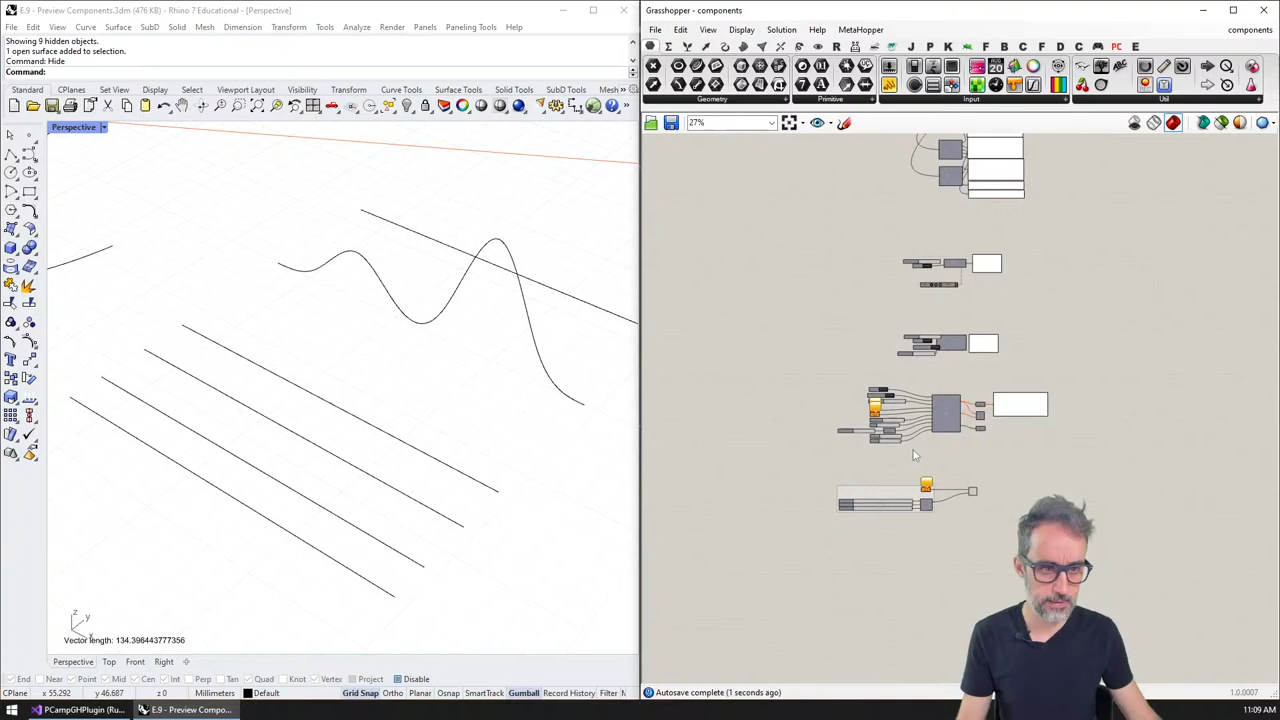 E.9 - Preview Components.3dm (476 KB) - Rhino 7 Educational - [Perspective]
File Edit View Curve Surface SubD Solid Mesh Dimension Transform Tools Analyze Render Panels Paneling Tools Help
Showing 9 hidden objects.
1 open surface added to selection.
Command: Hide
Command:
Standard CPlanes Set View Display Select Viewport Layout Visibility Transform Curve Tools Surface Tools Solid Tools Mesh
Perspective
z
y
x
Vector length: 134.396443777356
Perspective Top Front Right
End Near Point Mid Cen Int Perp Tan Quad Knot Vertex Project Disable
CPlane x 55.292 y 46.687 z 0 Millimeters Default Grid Snap Ortho Planar Osnap SmartTrack Gumball Record History Filter
PCampGHPlugin (Ru... E.9 - Preview Compo...
Grasshopper - components
File Edit View Display Solution Help MetaHopper components
R J P K F B C F D C PC E
AUG
20
Geometry Primitive Input Util
27%
Autosave complete (1 seconds ago) 1.0.0007
11:09 AM